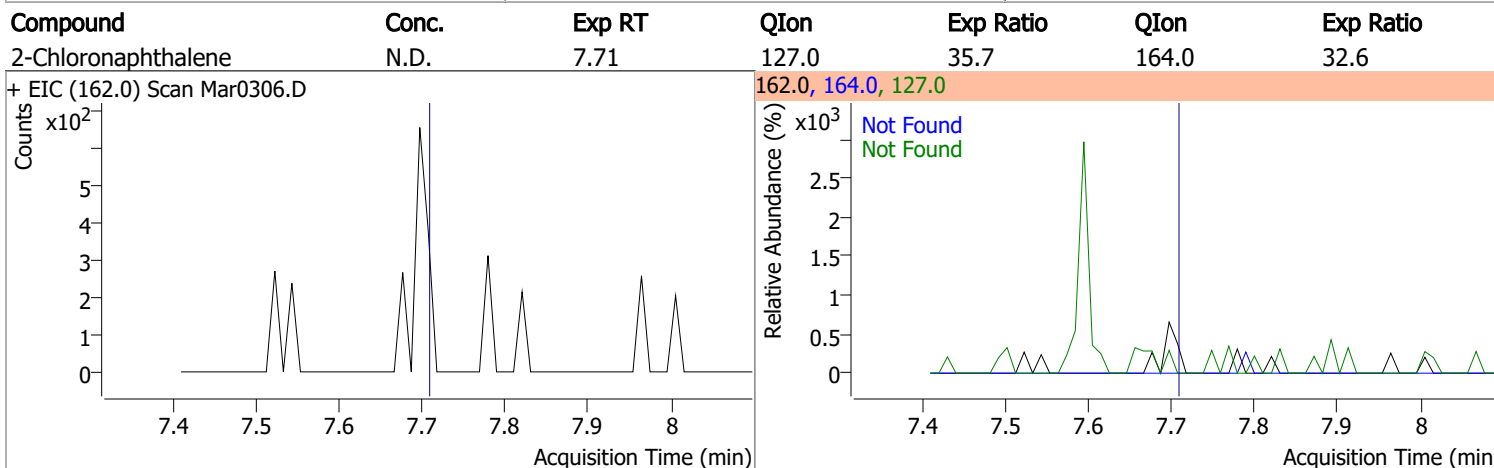 Compound Conc. Exp RT QIon Exp Ratio QIon Exp Ratio
2-Chloronaphthalene N.D. 7.71 127.0 35.7 164.0 32.6
+ EIC (162.0) Scan Mar0306.D
Counts
x10²
5
4
3
2
1
0
7.4 7.5 7.6 7.7 7.8 7.9 8
Acquisition Time (min)
162.0, 164.0, 127.0
Relative Abundance (%)
x10³
Not Found
Not Found
2.5
2
1.5
1
0.5
0
7.4 7.5 7.6 7.7 7.8 7.9 8
Acquisition Time (min)